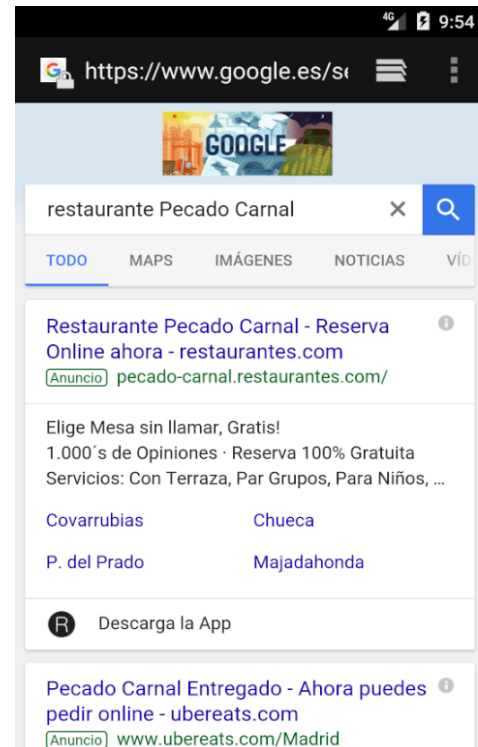 4G 9:54
https://www.google.es/se
GOOGLE
restaurante Pecado Carnal
TODO MAPS IMÁGENES NOTICIAS VÍD
Restaurante Pecado Carnal - Reserva
Online ahora - restaurantes.com
Anuncio pecado-carnal.restaurantes.com/
Elige Mesa sin llamar, Gratis!
1.000´s de Opiniones · Reserva 100% Gratuita
Servicios: Con Terraza, Par Grupos, Para Niños, ...
Covarrubias Chueca
P. del Prado Majadahonda
R Descarga la App
Pecado Carnal Entregado - Ahora puedes
pedir online - ubereats.com
Anuncio www.ubereats.com/Madrid